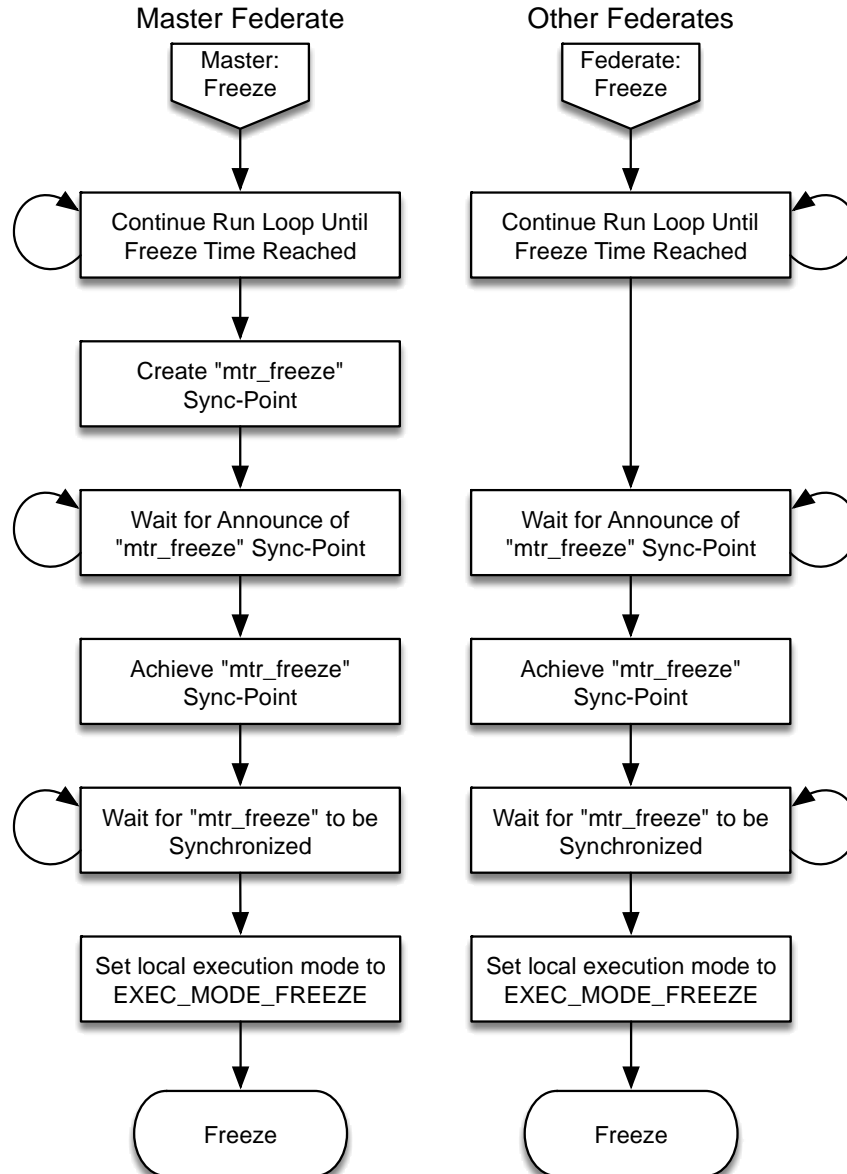 Master Federate
Master:
Freeze
Continue Run Loop Until
Freeze Time Reached
Create "mtr_freeze"
Sync-Point
Wait for Announce of
"mtr_freeze" Sync-Point
Achieve "mtr_freeze"
Sync-Point
Wait for "mtr_freeze" to be
Synchronized
Set local execution mode to
EXEC_MODE_FREEZE
Freeze
Other Federates
Federate:
Freeze
Continue Run Loop Until
Freeze Time Reached
Wait for Announce of
"mtr_freeze" Sync-Point
Achieve "mtr_freeze"
Sync-Point
Wait for "mtr_freeze" to be
Synchronized
Set local execution mode to
EXEC_MODE_FREEZE
Freeze